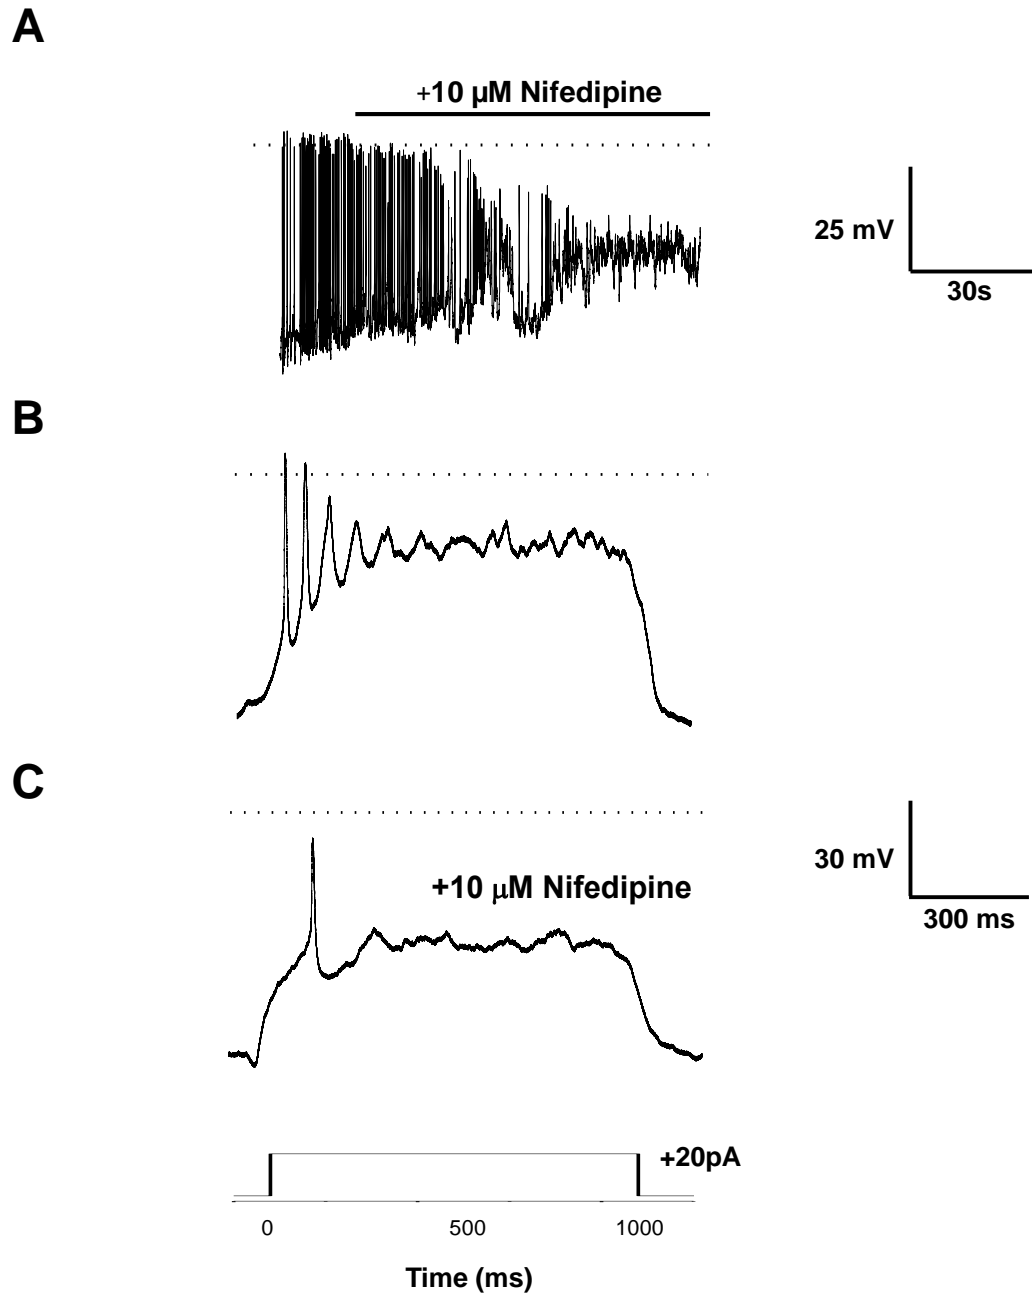 A
+10 µM Nifedipine
25 mV
30s
B
C
+10 μM Nifedipine
30 mV
300 ms
+20pA
0 500 1000
Time (ms)